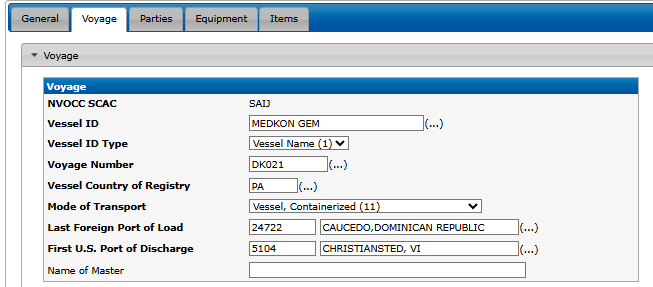 General Voyage Parties Equipment Items
Voyage
Voyage
NVOCC SCAC SAIJ
Vessel ID MEDKON GEM (...)
Vessel ID Type Vessel Name (1)
Voyage Number DK021 (...)
Vessel Country of Registry PA (...)
Mode of Transport Vessel, Containerized (11)
Last Foreign Port of Load 24722 CAUCEDO,DOMINICAN REPUBLIC (...)
First U.S. Port of Discharge 5104 CHRISTIANSTED, VI (...)
Name of Master